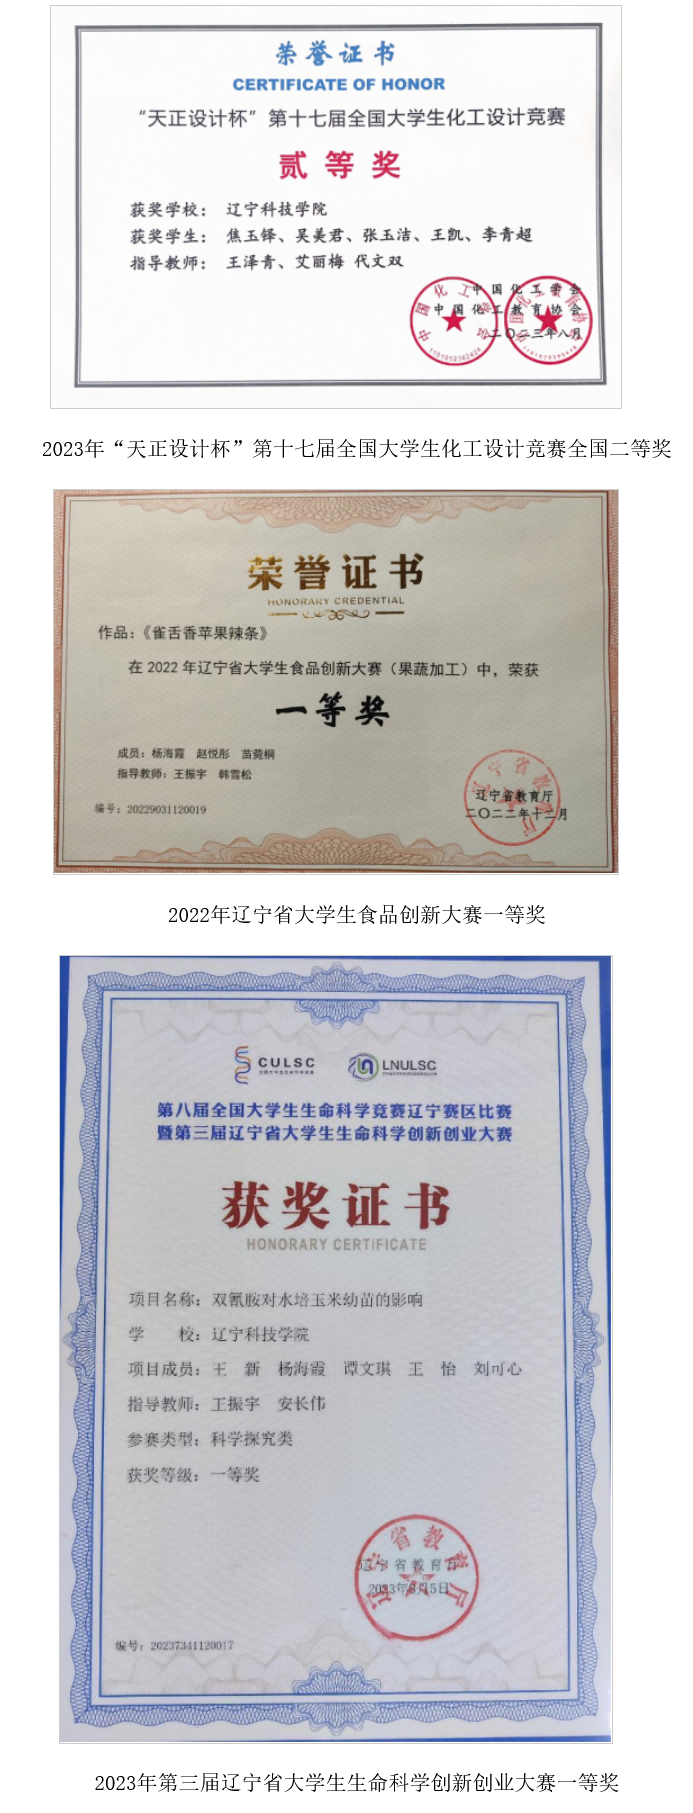 荣誉证书
CERTIFICATE OF HONOR
“天正设计杯”第十七届全国大学生化工设计竞赛
贰等奖
获奖学校： 辽宁科技学院
获奖学生： 焦玉铎、吴美君、张玉洁、王凯、李青超
指导教师： 王泽青、艾丽梅 代文双
中国化工学会
中国化工教育协会
二〇二三年八月
2023年“天正设计杯”第十七届全国大学生化工设计竞赛全国二等奖
荣誉证书
HONORARY CREDENTIAL
作品：《雀舌香苹果辣条》
在 2022 年辽宁省大学生食品创新大赛（果蔬加工）中，荣获
一等奖
成员：杨海霞 赵悦彤 苗菀桐
指导教师：王振宇 韩雪松
编号：20229031120019
辽宁省教育厅
二〇二二年十二月
2022年辽宁省大学生食品创新大赛一等奖
CULSC
LNULSC
第八届全国大学生生命科学竞赛辽宁赛区比赛
暨第三届辽宁省大学生生命科学创新创业大赛
获奖证书
HONORARY CERTIFICATE
项目名称：双氰胺对水培玉米幼苗的影响
学 校：辽宁科技学院
项目成员：王 新 杨海霞 谭文琪 王 怡 刘可心
指导教师：王振宇 安长伟
参赛类型：科学探究类
获奖等级：一等奖
辽宁省教育厅
编号：20237341120017
2023年第三届辽宁省大学生生命科学创新创业大赛一等奖